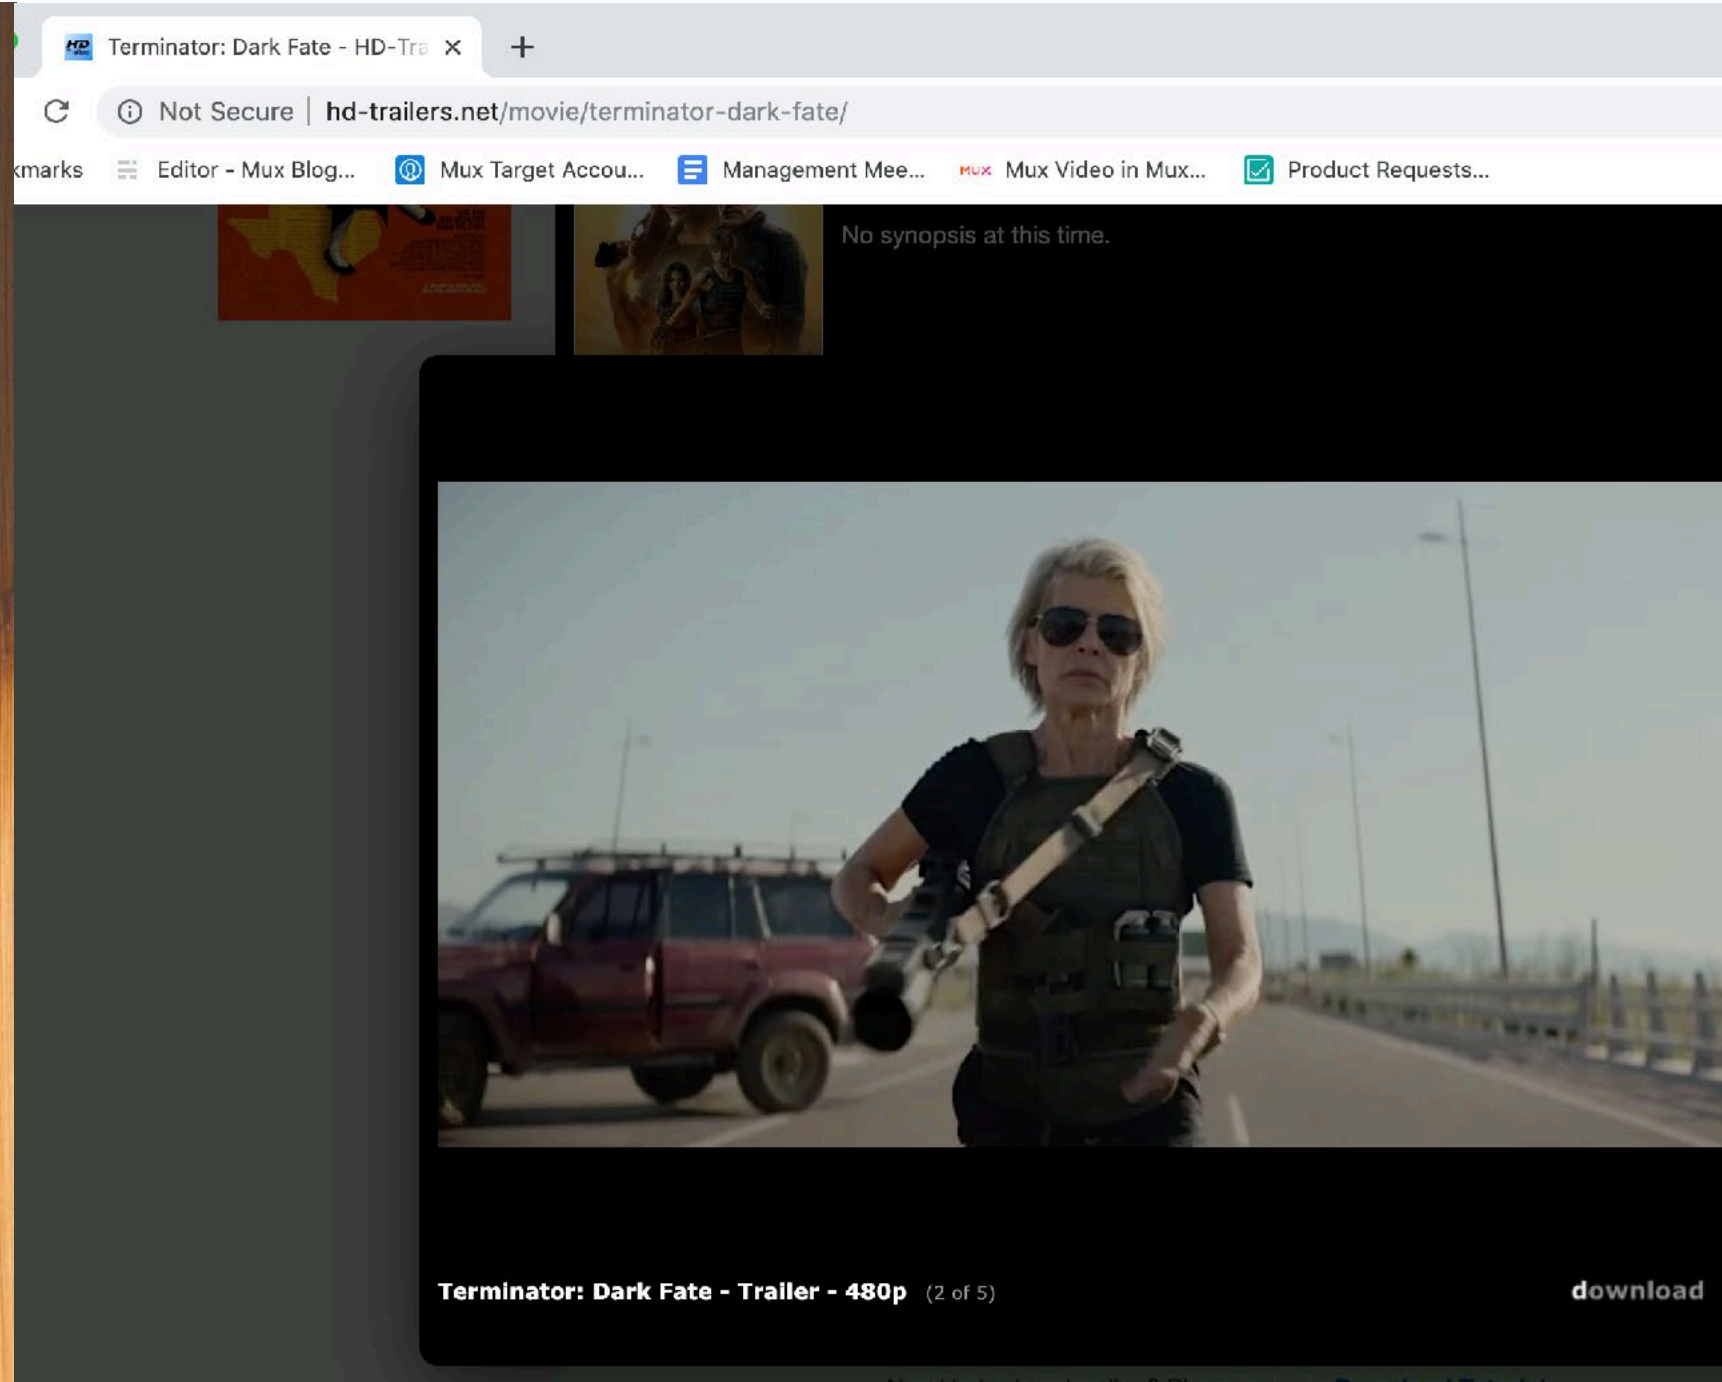 HD
Terminator: Dark Fate - HD-Tra
Not Secure | hd-trailers.net/movie/terminator-dark-fate/
kmarks Editor - Mux Blog... Mux Target Accou... Management Mee... MUX Mux Video in Mux... Product Requests...
No synopsis at this time.
Terminator: Dark Fate - Trailer - 480p (2 of 5) download